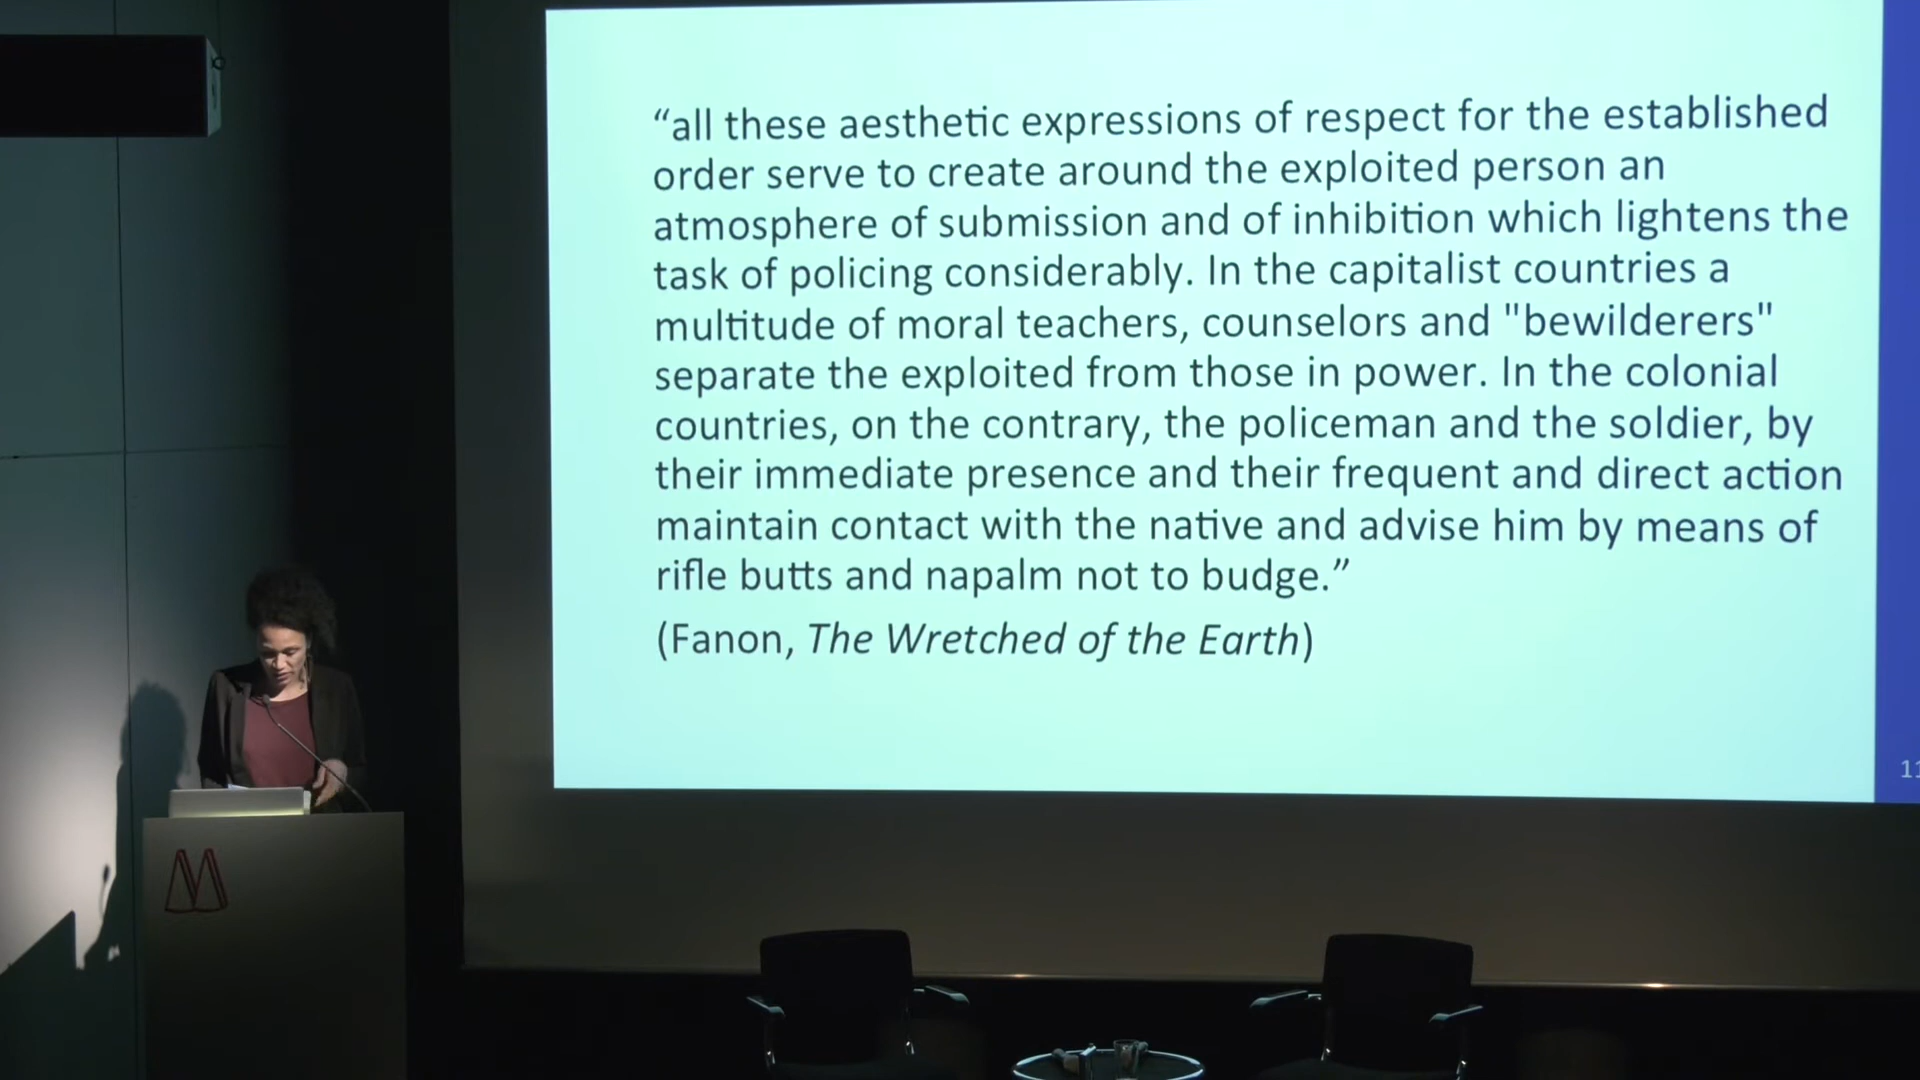 “all these aesthetic expressions of respect for the established
order serve to create around the exploited person an
atmosphere of submission and of inhibition which lightens the
task of policing considerably. In the capitalist countries a
multitude of moral teachers, counselors and "bewilderers"
separate the exploited from those in power. In the colonial
countries, on the contrary, the policeman and the soldier, by
their immediate presence and their frequent and direct action
maintain contact with the native and advise him by means of
rifle butts and napalm not to budge.”
(Fanon, The Wretched of the Earth)
11
M